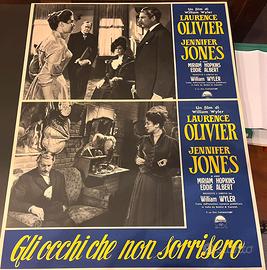 Un film di
William Wyler
LAURENCE
OLIVIER
JENNIFER
JONES
MIRIAM HOPKINS
EDDIE ALBERT
William WYLER
Un film di
William Wyler
LAURENCE
OLIVIER
JENNIFER
JONES
MIRIAM HOPKINS
EDDIE ALBERT
William WYLER
Gli occhi che non sorrisero